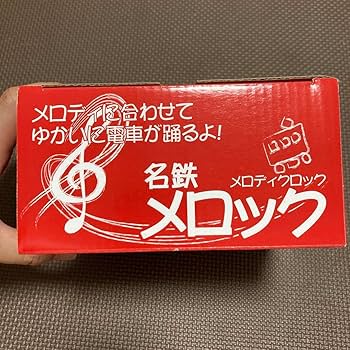 メロディに合わせて
ゆかいに電車が踊るよ!
名鉄
メロディクロック
メロック